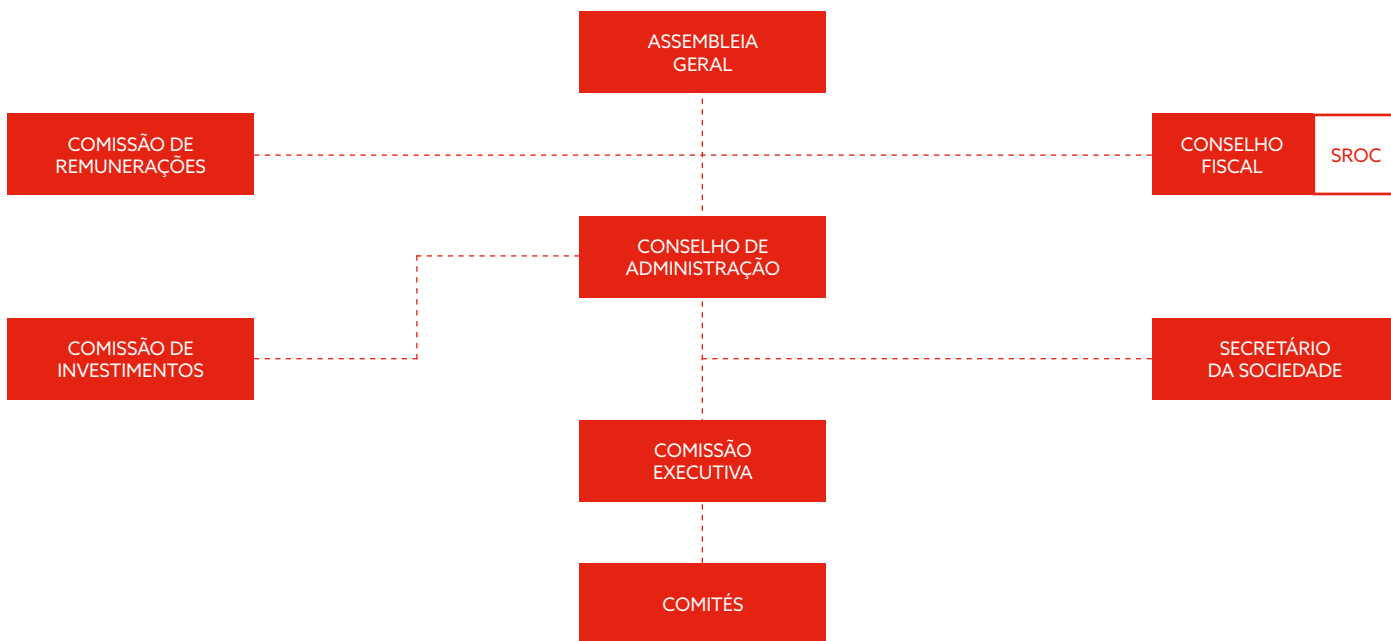 ASSEMBLEIA
GERAL
COMISSÃO DE
REMUNERAÇÕES
CONSELHO
FISCAL
SROC
CONSELHO DE
ADMINISTRAÇÃO
COMISSÃO DE
INVESTIMENTOS
SECRETÁRIO
DA SOCIEDADE
COMISSÃO
EXECUTIVA
COMITÉS